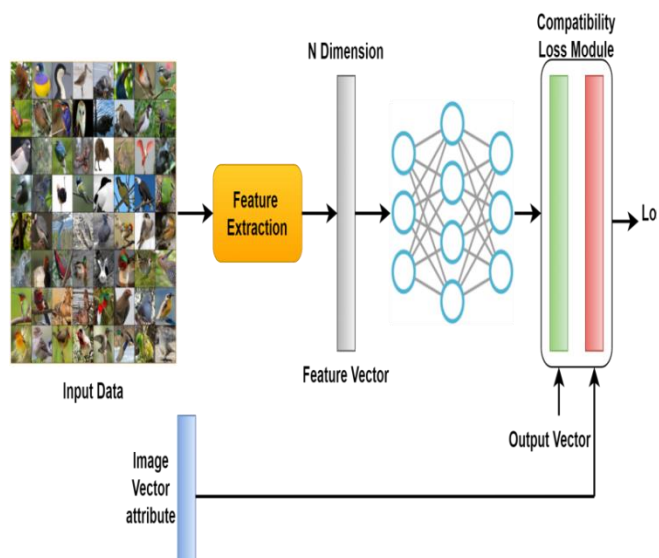 Compatibility
Loss Module
N Dimension
Feature
Extraction
Lo
Feature Vector
Input Data
Output Vector
Image
Vector
attribute